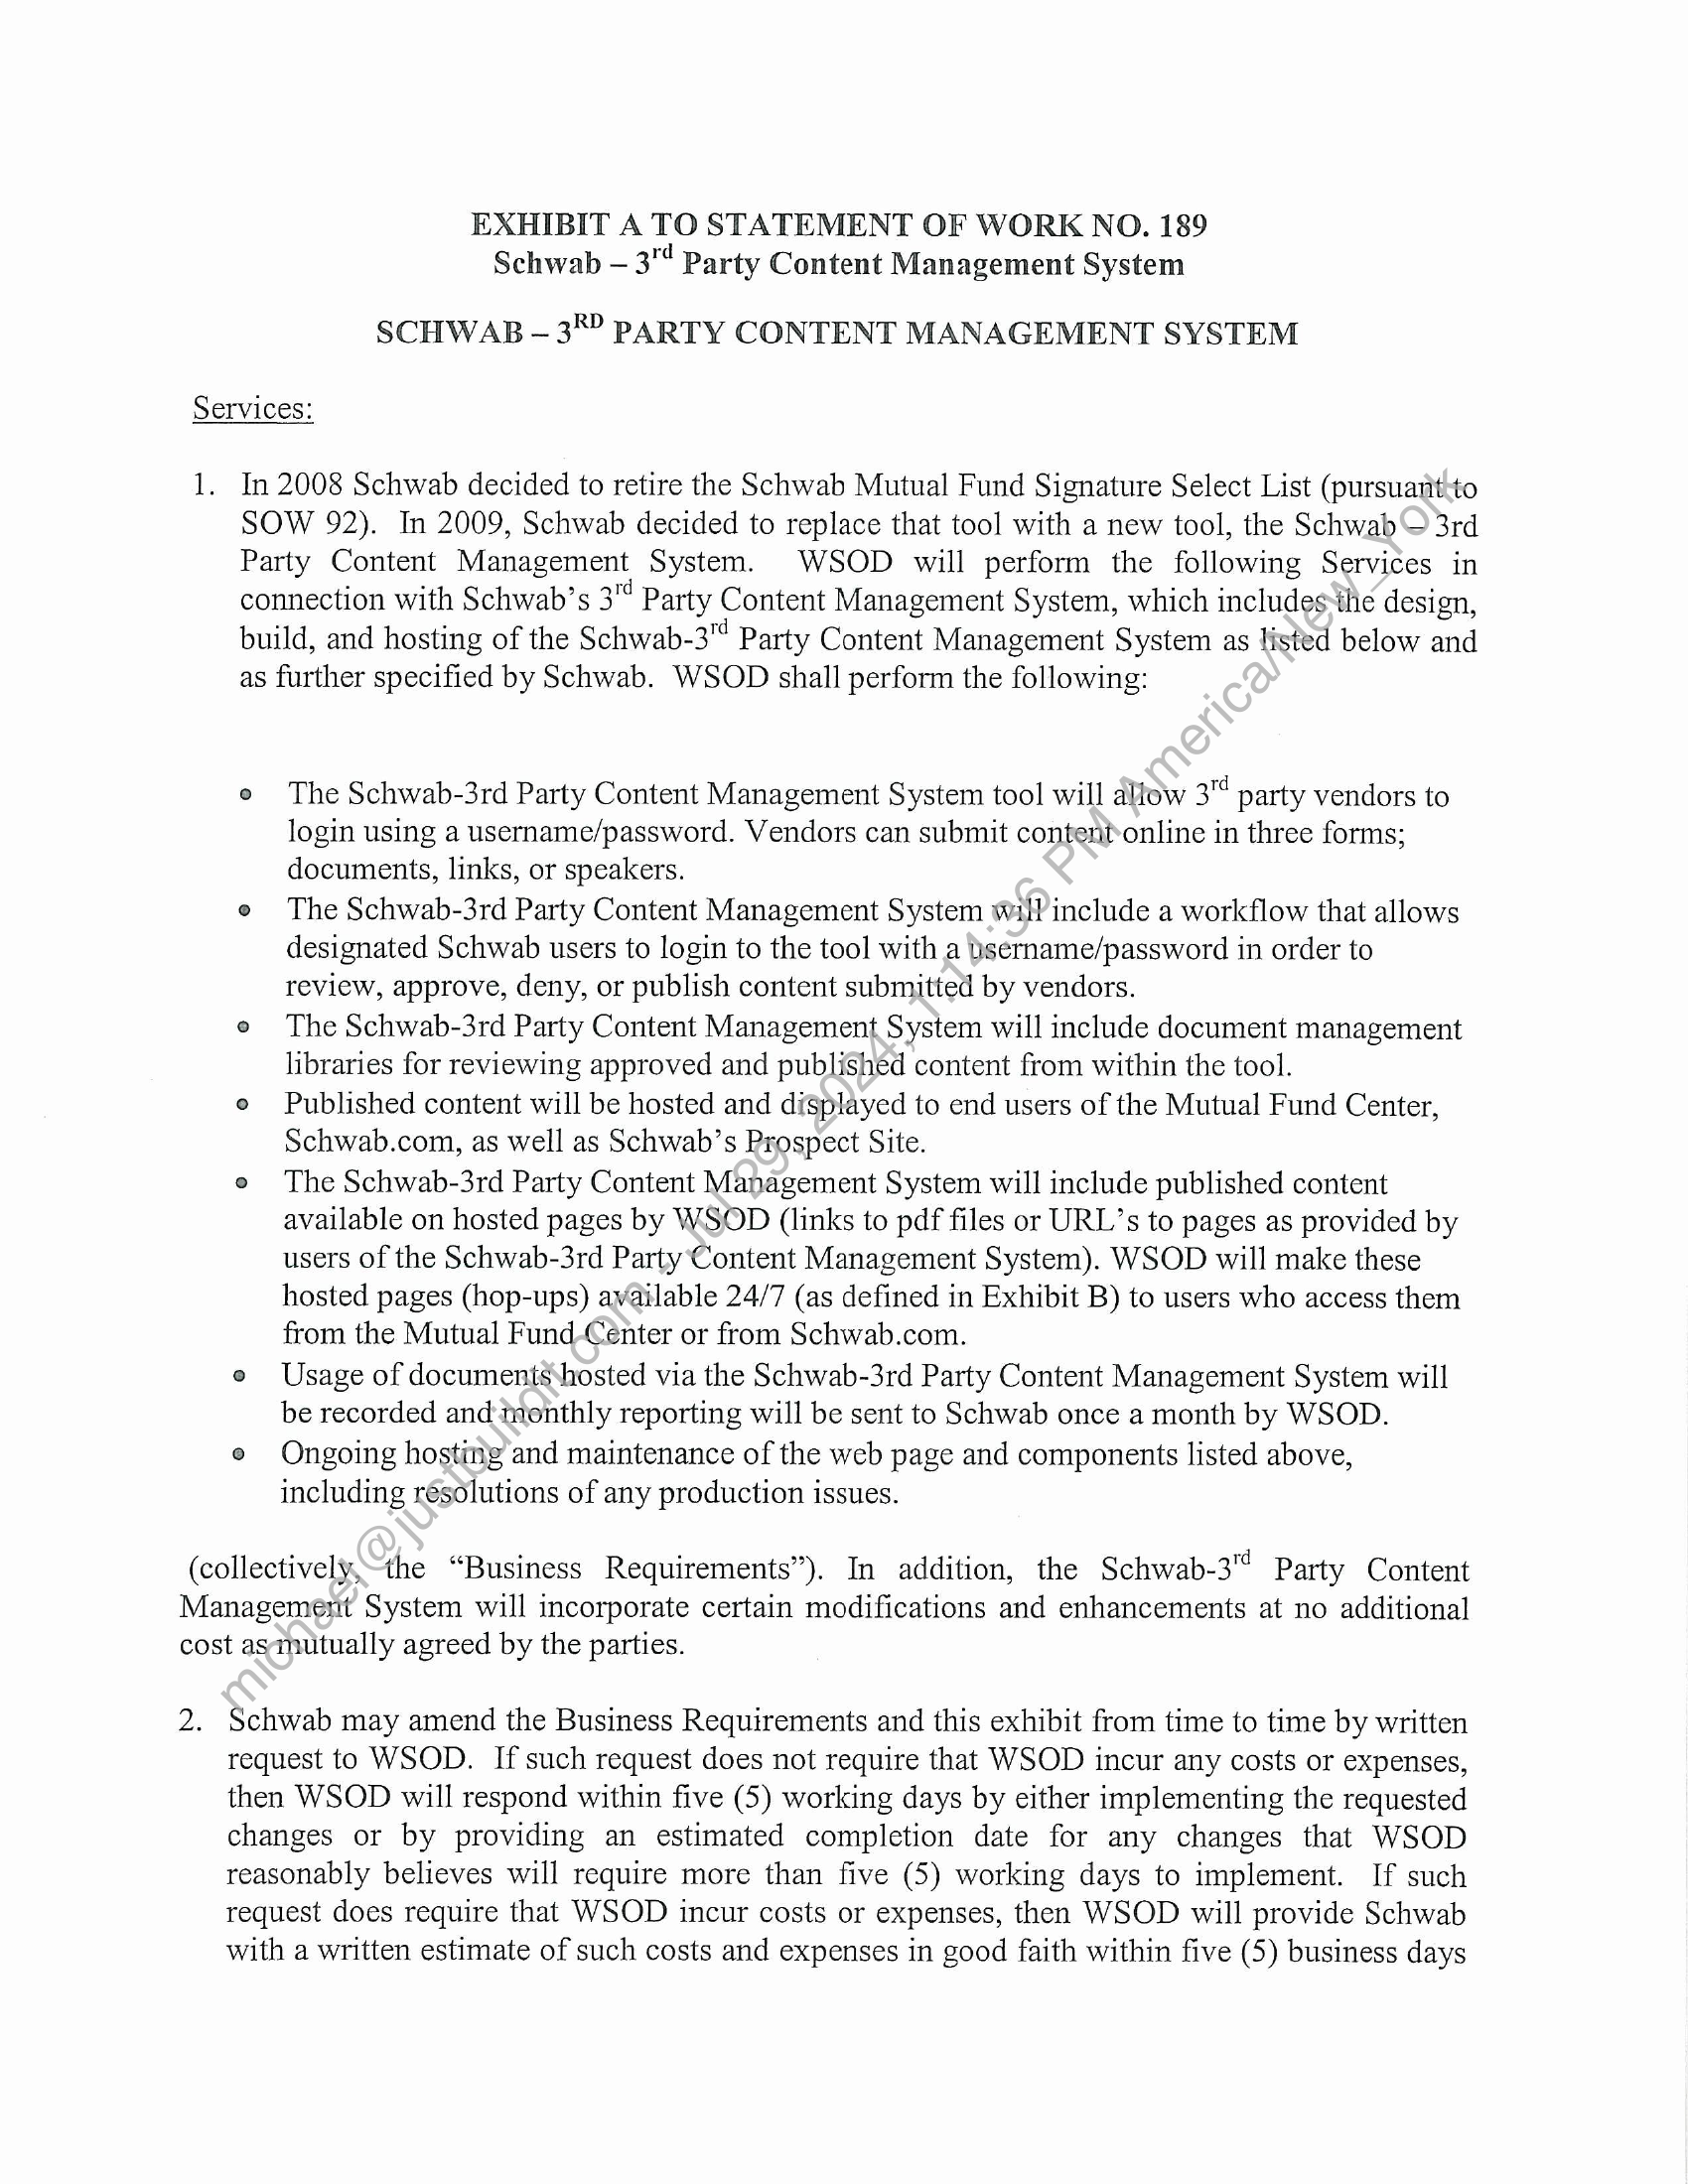 EXHIBIT A TO STATEMENT OF WORK NO. 189
Schwab – 3rd Party Content Management System
SCHWAB – 3RD PARTY CONTENT MANAGEMENT SYSTEM
Services:
1. In 2008 Schwab decided to retire the Schwab Mutual Fund Signature Select List (pursuant to
SOW 92). In 2009, Schwab decided to replace that tool with a new tool, the Schwab – 3rd
Party Content Management System. WSOD will perform the following Services in
connection with Schwab's 3rd Party Content Management System, which includes the design,
build, and hosting of the Schwab-3rd Party Content Management System as listed below and
as further specified by Schwab. WSOD shall perform the following:
• The Schwab-3rd Party Content Management System tool will allow 3rd party vendors to
login using a username/password. Vendors can submit content online in three forms;
documents, links, or speakers.
• The Schwab-3rd Party Content Management System will include a workflow that allows
designated Schwab users to login to the tool with a username/password in order to
review, approve, deny, or publish content submitted by vendors.
• The Schwab-3rd Party Content Management System will include document management
libraries for reviewing approved and published content from within the tool.
• Published content will be hosted and displayed to end users of the Mutual Fund Center,
Schwab.com, as well as Schwab's Prospect Site.
• The Schwab-3rd Party Content Management System will include published content
available on hosted pages by WSOD (links to pdf files or URL's to pages as provided by
users of the Schwab-3rd Party Content Management System). WSOD will make these
hosted pages (hop-ups) available 24/7 (as defined in Exhibit B) to users who access them
from the Mutual Fund Center or from Schwab.com.
• Usage of documents hosted via the Schwab-3rd Party Content Management System will
be recorded and monthly reporting will be sent to Schwab once a month by WSOD.
• Ongoing hosting and maintenance of the web page and components listed above,
including resolutions of any production issues.
(collectively, the “Business Requirements”). In addition, the Schwab-3rd Party Content
Management System will incorporate certain modifications and enhancements at no additional
cost as mutually agreed by the parties.
2. Schwab may amend the Business Requirements and this exhibit from time to time by written
request to WSOD. If such request does not require that WSOD incur any costs or expenses,
then WSOD will respond within five (5) working days by either implementing the requested
changes or by providing an estimated completion date for any changes that WSOD
reasonably believes will require more than five (5) working days to implement. If such
request does require that WSOD incur costs or expenses, then WSOD will provide Schwab
with a written estimate of such costs and expenses in good faith within five (5) business days
michael@justbuildit.com - Jul 29, 2024, 1:14:36 PM America/New_York